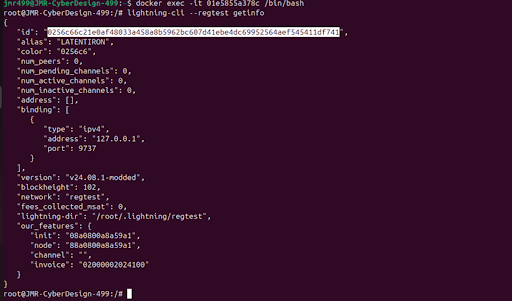 jmr499@JMR-CyberDesign-499:~$ docker exec -it 01e5855a378c /bin/bash
root@JMR-CyberDesign-499:/# lightning-cli --regtest getinfo
{
   "id": "0256c66c21e0af48033a458a8b5962bc607d41ebe4dc69952564aef545411df741",
   "alias": "LATENTIRON",
   "color": "0256c6",
   "num_peers": 0,
   "num_pending_channels": 0,
   "num_active_channels": 0,
   "num_inactive_channels": 0,
   "address": [],
   "binding": [
      {
         "type": "ipv4",
         "address": "127.0.0.1",
         "port": 9737
      }
   ],
   "version": "v24.08.1-modded",
   "blockheight": 102,
   "network": "regtest",
   "fees_collected_msat": 0,
   "lightning-dir": "/root/.lightning/regtest",
   "our_features": {
      "init": "08a0800a8a59a1",
      "node": "88a0800a8a59a1",
      "channel": "",
      "invoice": "02000002024100"
   }
}
root@JMR-CyberDesign-499:/#